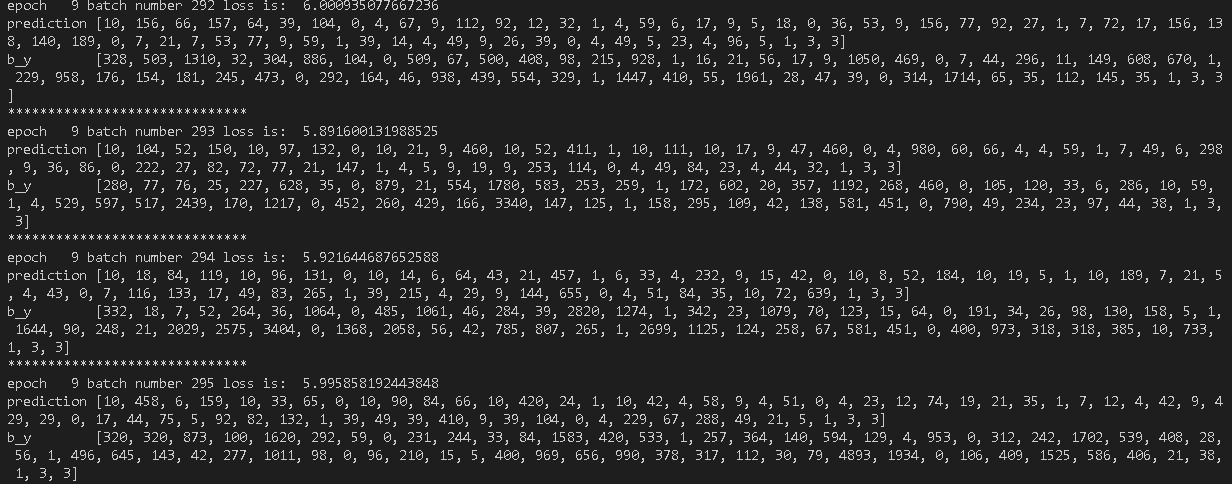 epoch   9 batch number 292 loss is:  6.000935077667236
prediction [10, 156, 66, 157, 64, 39, 104, 0, 4, 67, 9, 112, 92, 12, 32, 1, 4, 59, 6, 17, 9, 5, 18, 0, 36, 53, 9, 156, 77, 92, 27, 1, 7, 72, 17, 156, 13
8, 140, 189, 0, 7, 21, 7, 53, 77, 9, 59, 1, 39, 14, 4, 49, 9, 26, 39, 0, 4, 49, 5, 23, 4, 96, 5, 1, 3, 3]
b_y        [328, 503, 1310, 32, 304, 886, 104, 0, 509, 67, 500, 408, 98, 215, 928, 1, 16, 21, 56, 17, 9, 1050, 469, 0, 7, 44, 296, 11, 149, 608, 670, 1,
 229, 958, 176, 154, 181, 245, 473, 0, 292, 164, 46, 938, 439, 554, 329, 1, 1447, 410, 55, 1961, 28, 47, 39, 0, 314, 1714, 65, 35, 112, 145, 35, 1, 3, 3
]
******************************
epoch   9 batch number 293 loss is:  5.891600131988525
prediction [10, 104, 52, 150, 10, 97, 132, 0, 10, 21, 9, 460, 10, 52, 411, 1, 10, 111, 10, 17, 9, 47, 460, 0, 4, 980, 60, 66, 4, 4, 59, 1, 7, 49, 6, 298
, 9, 36, 86, 0, 222, 27, 82, 72, 77, 21, 147, 1, 4, 5, 9, 19, 9, 253, 114, 0, 4, 49, 84, 23, 4, 44, 32, 1, 3, 3]
b_y        [280, 77, 76, 25, 227, 628, 35, 0, 879, 21, 554, 1780, 583, 253, 259, 1, 172, 602, 20, 357, 1192, 268, 460, 0, 105, 120, 33, 6, 286, 10, 59,
1, 4, 529, 597, 517, 2439, 170, 1217, 0, 452, 260, 429, 166, 3340, 147, 125, 1, 158, 295, 109, 42, 138, 581, 451, 0, 790, 49, 234, 23, 97, 44, 38, 1, 3,
 3]
******************************
epoch   9 batch number 294 loss is:  5.921644687652588
prediction [10, 18, 84, 119, 10, 96, 131, 0, 10, 14, 6, 64, 43, 21, 457, 1, 6, 33, 4, 232, 9, 15, 42, 0, 10, 8, 52, 184, 10, 19, 5, 1, 10, 189, 7, 21, 5
, 4, 43, 0, 7, 116, 133, 17, 49, 83, 265, 1, 39, 215, 4, 29, 9, 144, 655, 0, 4, 51, 84, 35, 10, 72, 639, 1, 3, 3]
b_y        [332, 18, 7, 52, 264, 36, 1064, 0, 485, 1061, 46, 284, 39, 2820, 1274, 1, 342, 23, 1079, 70, 123, 15, 64, 0, 191, 34, 26, 98, 130, 158, 5, 1,
 1644, 90, 248, 21, 2029, 2575, 3404, 0, 1368, 2058, 56, 42, 785, 807, 265, 1, 2699, 1125, 124, 258, 67, 581, 451, 0, 400, 973, 318, 318, 385, 10, 733,
1, 3, 3]
******************************
epoch   9 batch number 295 loss is:  5.995858192443848
prediction [10, 458, 6, 159, 10, 33, 65, 0, 10, 90, 84, 66, 10, 420, 24, 1, 10, 42, 4, 58, 9, 4, 51, 0, 4, 23, 12, 74, 19, 21, 35, 1, 7, 12, 4, 42, 9, 4
29, 29, 0, 17, 44, 75, 5, 92, 82, 132, 1, 39, 49, 39, 410, 9, 39, 104, 0, 4, 229, 67, 288, 49, 21, 5, 1, 3, 3]
b_y        [320, 320, 873, 100, 1620, 292, 59, 0, 231, 244, 33, 84, 1583, 420, 533, 1, 257, 364, 140, 594, 129, 4, 953, 0, 312, 242, 1702, 539, 408, 28,
 56, 1, 496, 645, 143, 42, 277, 1011, 98, 0, 96, 210, 15, 5, 400, 969, 656, 990, 378, 317, 112, 30, 79, 4893, 1934, 0, 106, 409, 1525, 586, 406, 21, 38,
 1, 3, 3]